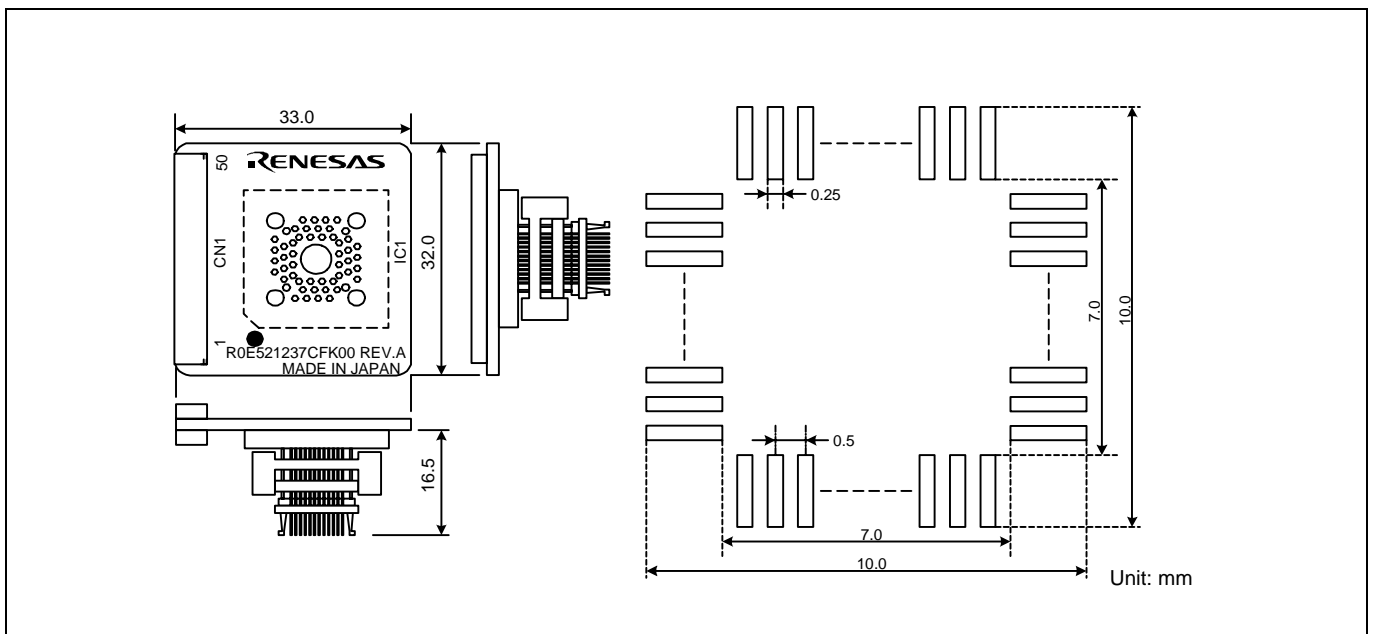 33.0
50
RENESAS
CN1
IC1
32.0
1
R0E521237CFK00 REV.A
MADE IN JAPAN
16.5
0.25
7.0
10.0
0.5
7.0
10.0
Unit: mm